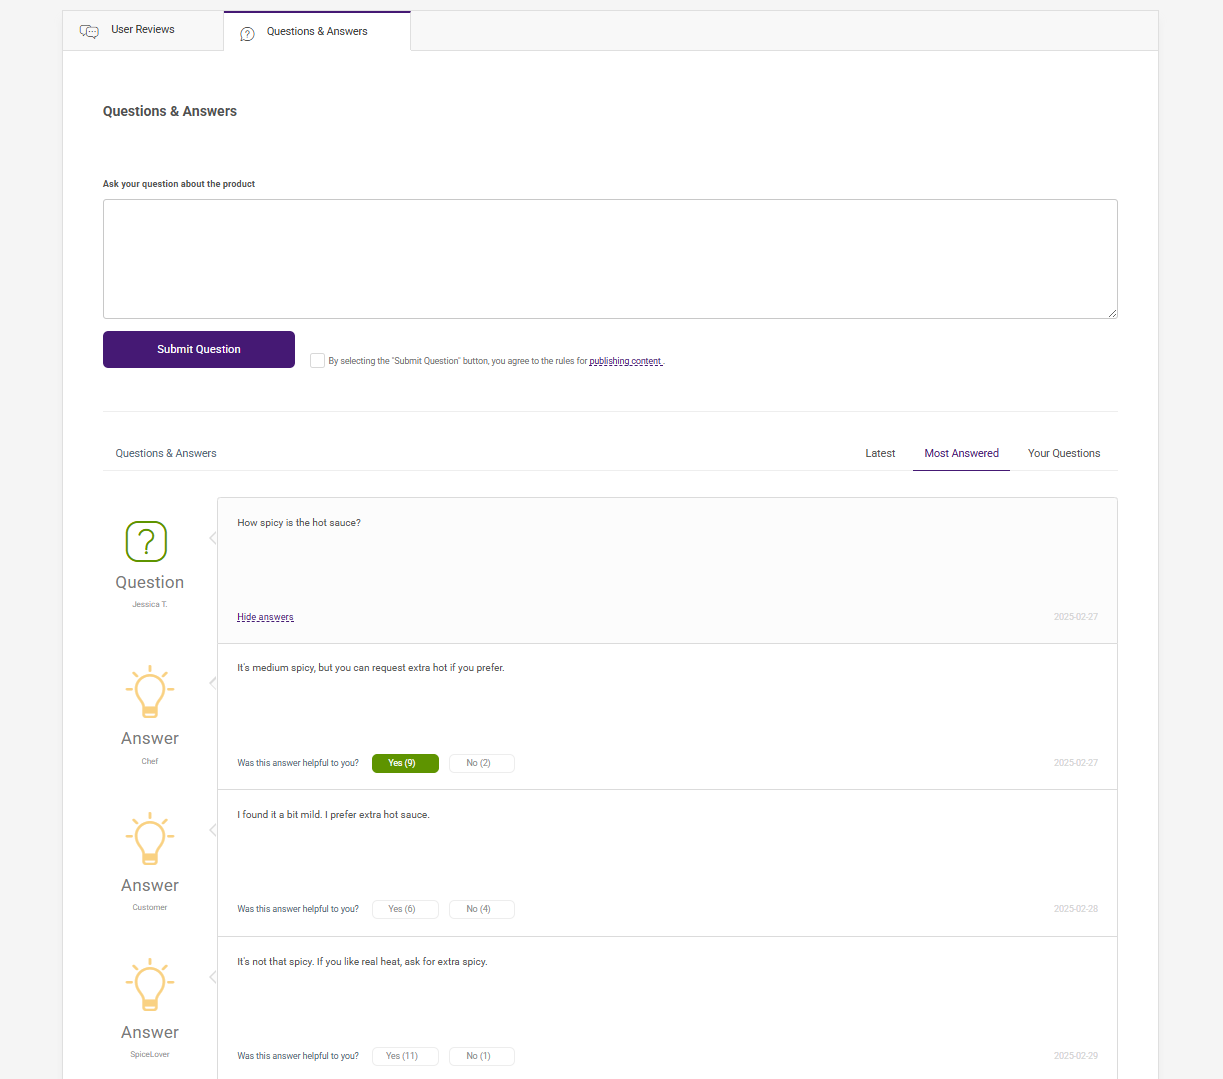 User Reviews
Questions & Answers
Questions & Answers
Ask your question about the product
Submit Question
By selecting the "Submit Question" button, you agree to the rules for publishing content .
Questions & Answers
Latest
Most Answered
Your Questions
Question
Jessica T.
How spicy is the hot sauce?
Hide answers
2025-02-27
Answer
Chef
It's medium spicy, but you can request extra hot if you prefer.
Was this answer helpful to you?
Yes (9)
No (2)
2025-02-27
Answer
Customer
I found it a bit mild. I prefer extra hot sauce.
Was this answer helpful to you?
Yes (6)
No (4)
2025-02-28
Answer
SpiceLover
It's not that spicy. If you like real heat, ask for extra spicy.
Was this answer helpful to you?
Yes (11)
No (1)
2025-02-29